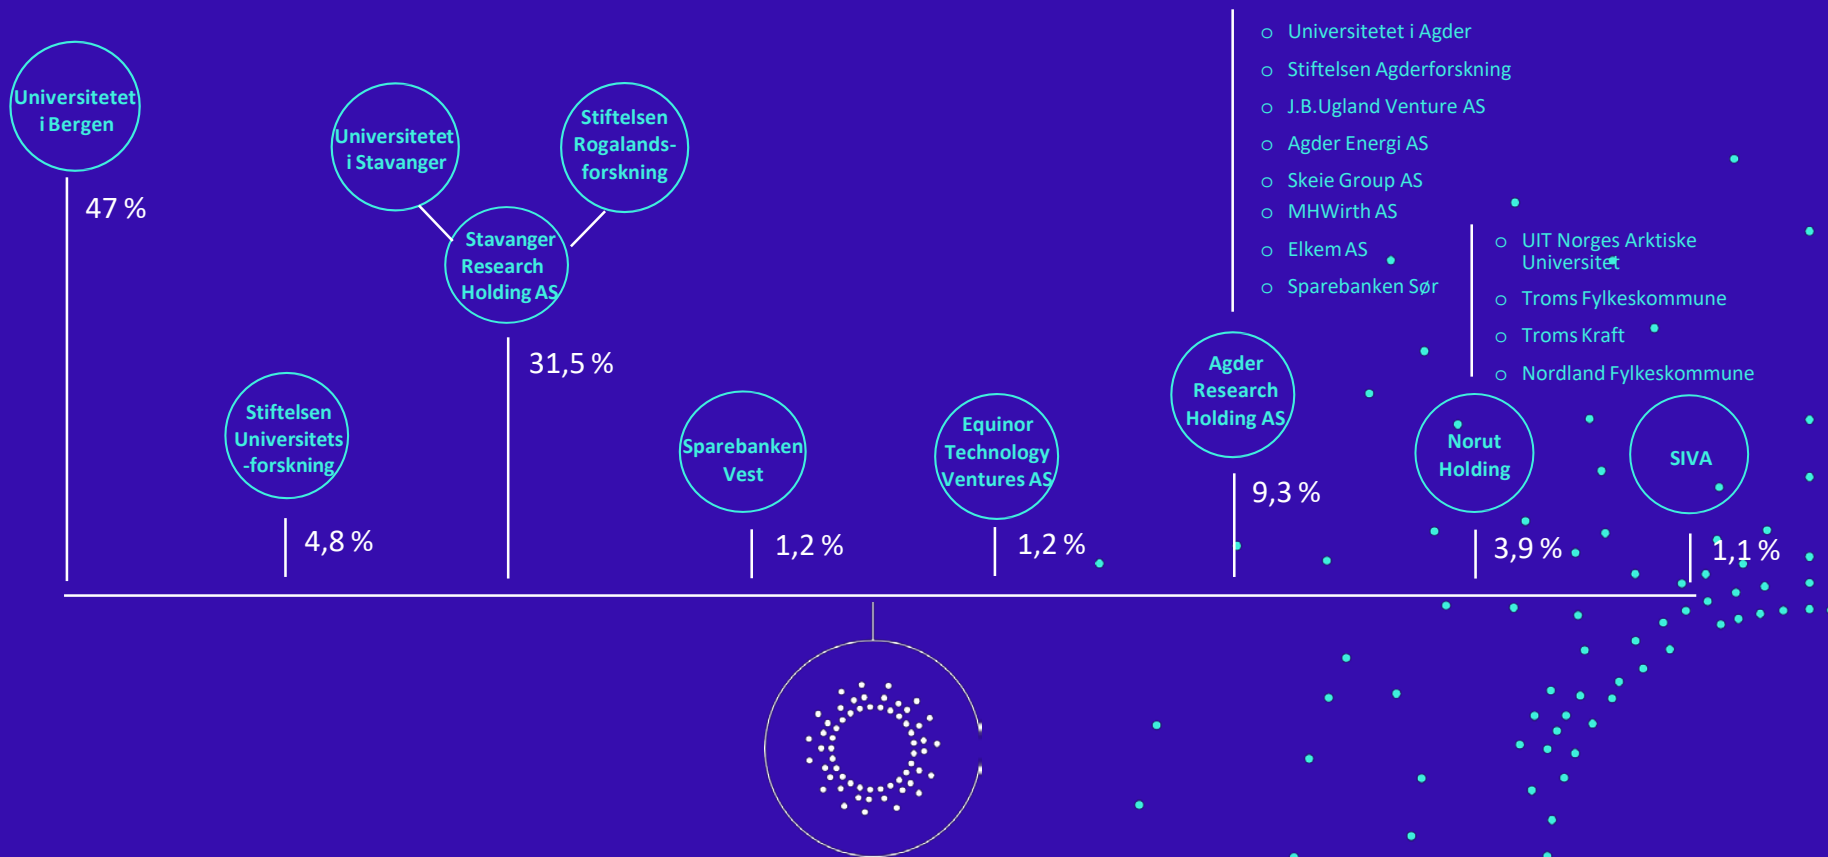 Universitetet
i Bergen
47 %
Stiftelsen
Universitets
-forskning
4,8 %
Universitetet
i Stavanger
Stiftelsen
Rogalands-
forskning
Stavanger
Research
Holding AS
31,5 %
Sparebanken
Vest
1,2 %
Equinor
Technology
Ventures AS
1,2 %
o Universitetet i Agder
o Stiftelsen Agderforskning
o J.B.Ugland Venture AS
o Agder Energi AS
o Skeie Group AS
o MHWirth AS
o Elkem AS
o Sparebanken Sør
Agder
Research
Holding AS
9,3 %
o UIT Norges Arktiske
Universitet
o Troms Fylkeskommune
o Troms Kraft
o Nordland Fylkeskommune
Norut
Holding
3,9 %
SIVA
1,1 %